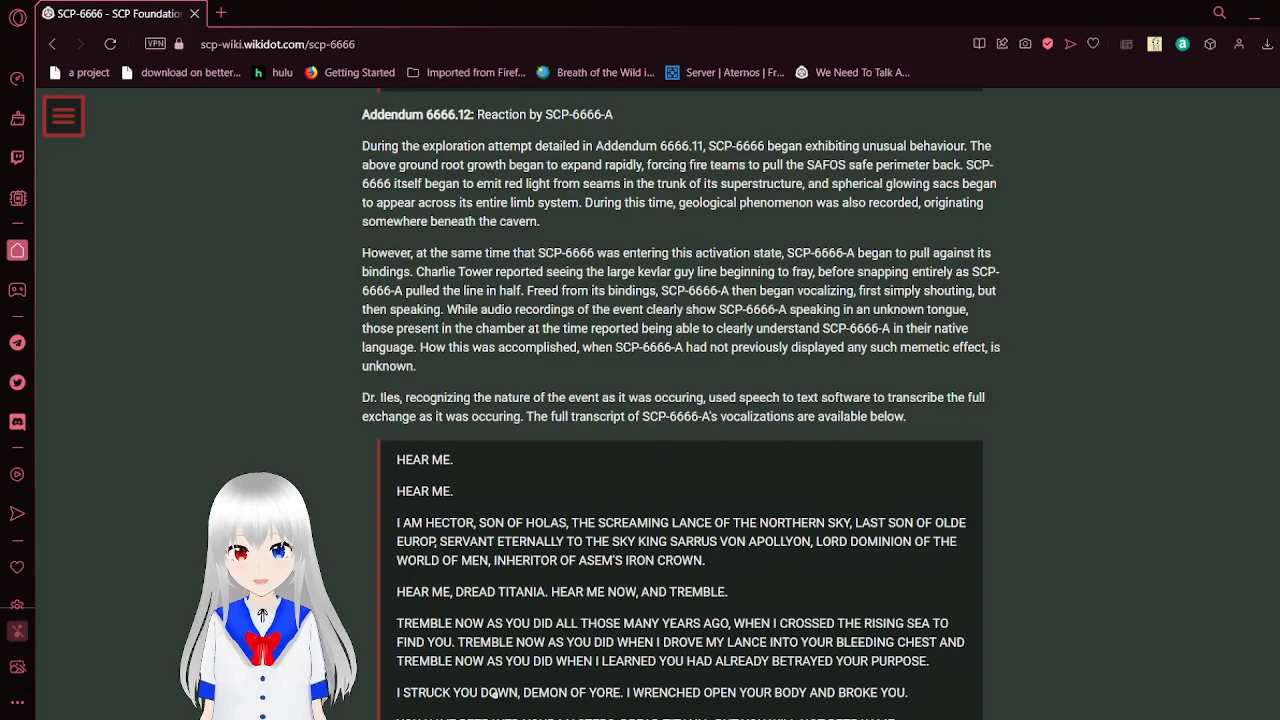 SCP-6666 - SCP Foundatio
scp-wiki.wikidot.com/scp-6666
VPN
a project
download on better...
hulu
Getting Started
Imported from Firef...
Breath of the Wild i...
Server | Aternos | Fr...
We Need To Talk A...
Addendum 6666.12: Reaction by SCP-6666-A
During the exploration attempt detailed in Addendum 6666.11, SCP-6666 began exhibiting unusual behaviour. The
above ground root growth began to expand rapidly, forcing fire teams to pull the SAFOS safe perimeter back. SCP-
6666 itself began to emit red light from seams in the trunk of its superstructure, and spherical glowing sacs began
to appear across its entire limb system. During this time, geological phenomenon was also recorded, originating
somewhere beneath the cavern.
However, at the same time that SCP-6666 was entering this activation state, SCP-6666-A began to pull against its
bindings. Charlie Tower reported seeing the large kevlar guy line beginning to fray, before snapping entirely as SCP-
6666-A pulled the line in half. Freed from its bindings, SCP-6666-A then began vocalizing, first simply shouting, but
then speaking. While audio recordings of the event clearly show SCP-6666-A speaking in an unknown tongue,
those present in the chamber at the time reported being able to clearly understand SCP-6666-A in their native
language. How this was accomplished, when SCP-6666-A had not previously displayed any such memetic effect, is
unknown.
Dr. Iles, recognizing the nature of the event as it was occuring, used speech to text software to transcribe the full
exchange as it was occuring. The full transcript of SCP-6666-A's vocalizations are available below.
HEAR ME.
HEAR ME.
I AM HECTOR, SON OF HOLAS, THE SCREAMING LANCE OF THE NORTHERN SKY, LAST SON OF OLDE
EUROP, SERVANT ETERNALLY TO THE SKY KING SARRUS VON APOLLYON, LORD DOMINION OF THE
WORLD OF MEN, INHERITOR OF ASEM'S IRON CROWN.
HEAR ME, DREAD TITANIA. HEAR ME NOW, AND TREMBLE.
TREMBLE NOW AS YOU DID ALL THOSE MANY YEARS AGO, WHEN I CROSSED THE RISING SEA TO
FIND YOU. TREMBLE NOW AS YOU DID WHEN I DROVE MY LANCE INTO YOUR BLEEDING CHEST AND
TREMBLE NOW AS YOU DID WHEN I LEARNED YOU HAD ALREADY BETRAYED YOUR PURPOSE.
I STRUCK YOU DOWN, DEMON OF YORE. I WRENCHED OPEN YOUR BODY AND BROKE YOU.